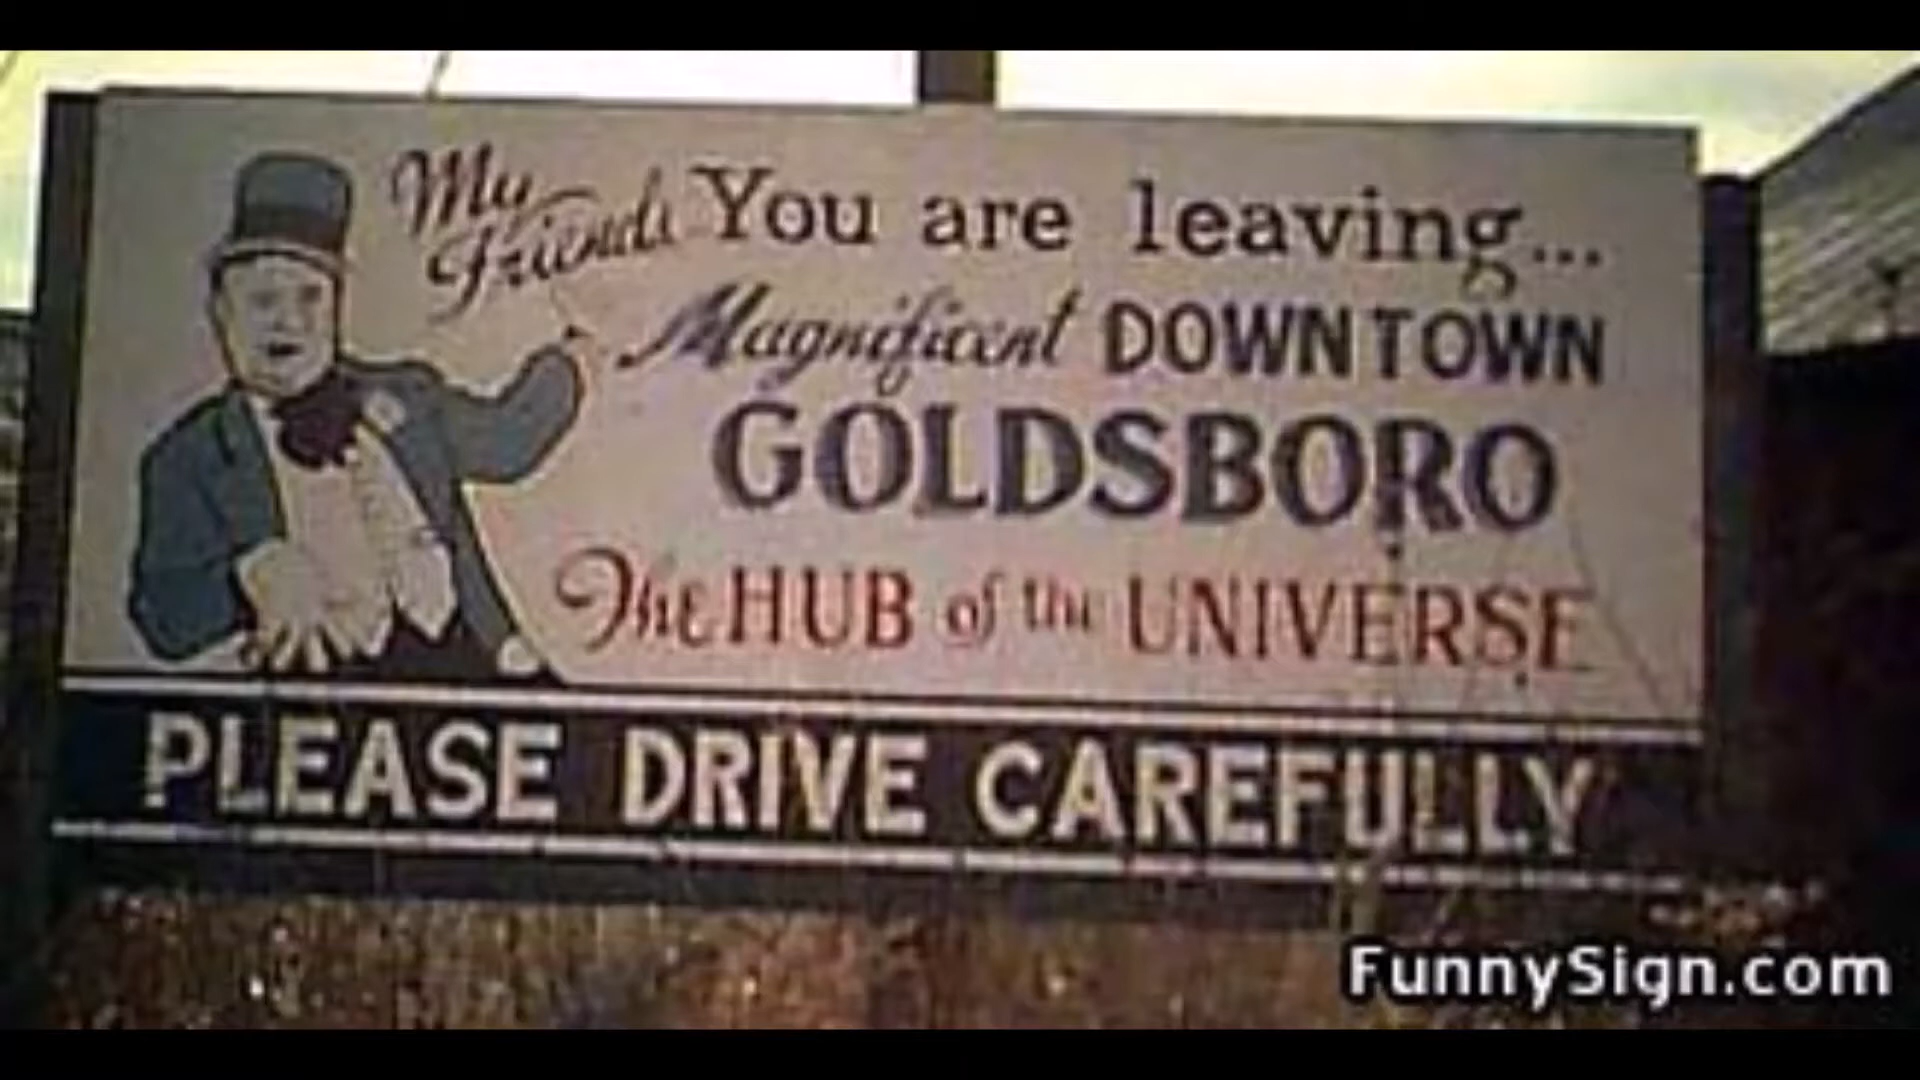 My Friends You are leaving...
Magnificent DOWNTOWN
GOLDSBORO
The HUB of the UNIVERSE
PLEASE DRIVE CAREFULLY
FunnySign.com